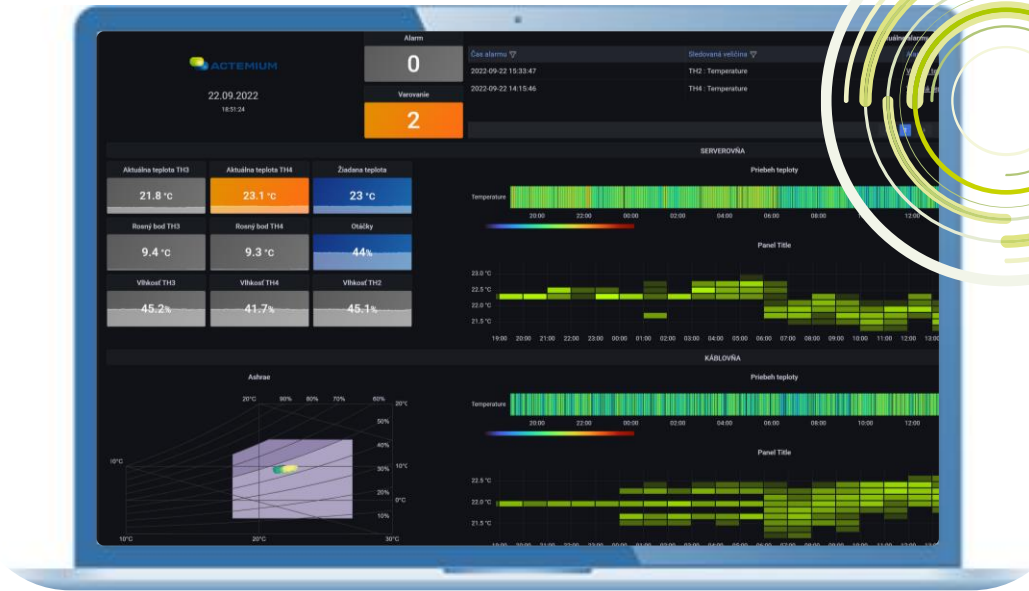 ACTEMIUM
22.09.2022
18:51:24
Alarm
0
Varovanie
2
Čas alarmu
Sledovaná veličina
2022-09-22 15:33:47
TH2 : Temperature
2022-09-22 14:15:46
TH4 : Temperature
SERVEROVŇA
Aktuálna teplota TH3
Aktuálna teplota TH4
Žiadana teplota
21.8 °C
23.1 °C
23 °C
Rosný bod TH3
Rosný bod TH4
Otáčky
9.4 °C
9.3 °C
44%
Vlhkosť TH3
Vlhkosť TH4
Vlhkosť TH2
45.2%
41.7%
45.1%
Priebeh teploty
Temperature
20:00 22:00 00:00 02:00 04:00 06:00 08:00 12:00
Panel Title
23.0 °C
22.5 °C
22.0 °C
21.5 °C
19:00 20:00 21:00 22:00 23:00 00:00 01:00 02:00 03:00 04:00 05:00 06:00 07:00 08:00 09:00 10:00 11:00 12:00 13:00
KÁBLOVŇA
Ashrae
20°C 90% 80% 70% 60% 20°C
50%
40%
10°C 30% 10°C
20% 0°C
10%
10°C 20°C 30°C
Priebeh teploty
Temperature
20:00 22:00 00:00 02:00 04:00 06:00 08:00 10:00 12:00
Panel Title
22.5 °C
22.0 °C
21.5 °C